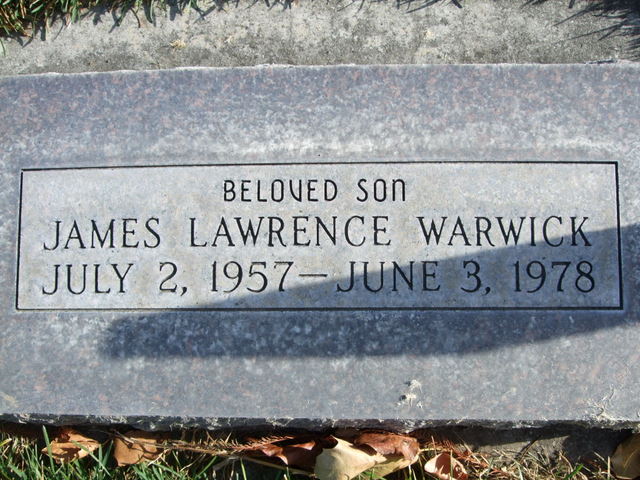 BELOVED SON
JAMES LAWRENCE WARWICK
JULY 2, 1957 — JUNE 3, 1978